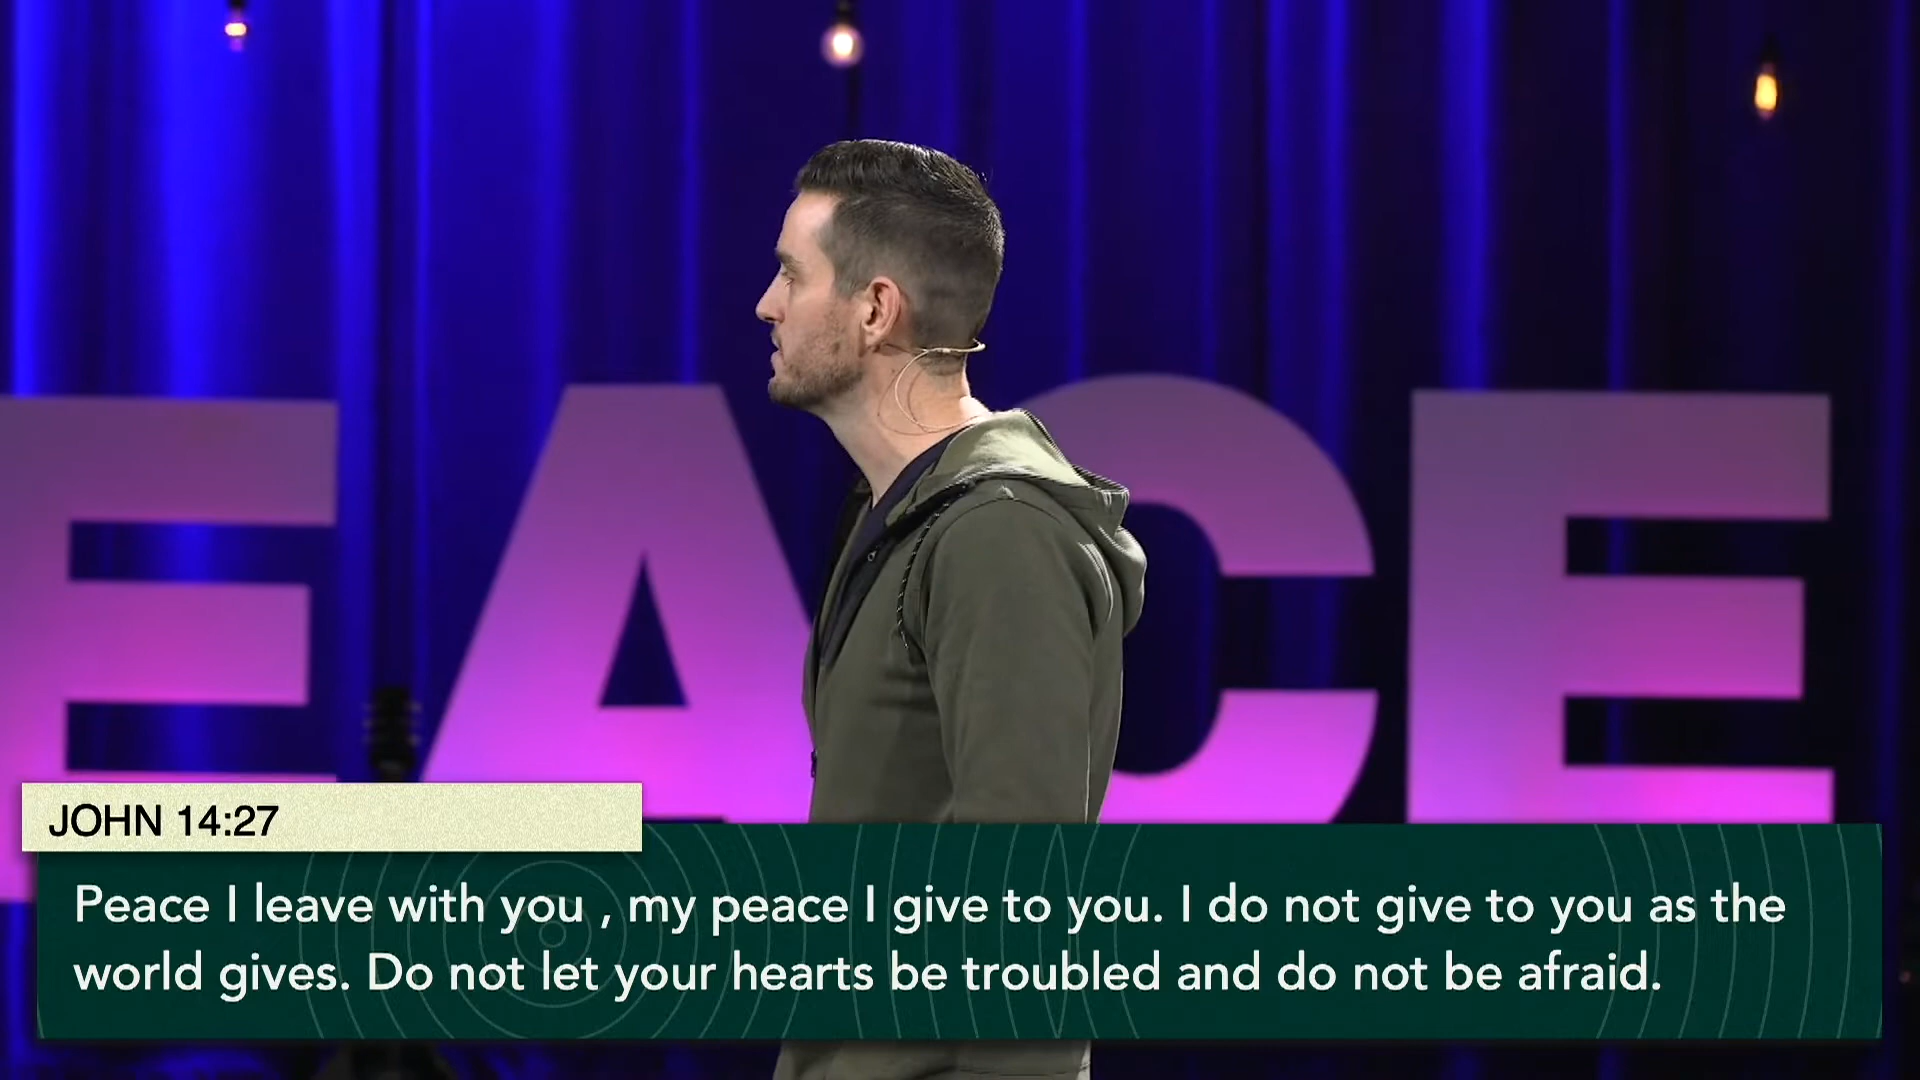 EACE
JOHN 14:27
Peace I leave with you , my peace I give to you. I do not give to you as the
world gives. Do not let your hearts be troubled and do not be afraid.